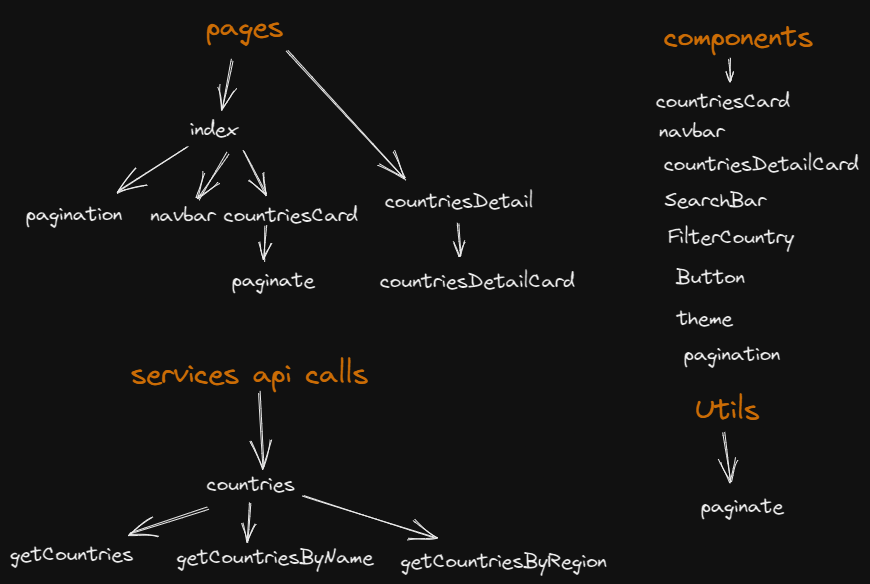 pages
index
pagination
navbar
countriesCard
paginate
countriesDetail
countriesDetailCard
services api calls
countries
getCountries
getCountriesByName
getCountriesByRegion
components
countriesCard
navbar
countriesDetailCard
SearchBar
FilterCountry
Button
theme
pagination
Utils
paginate